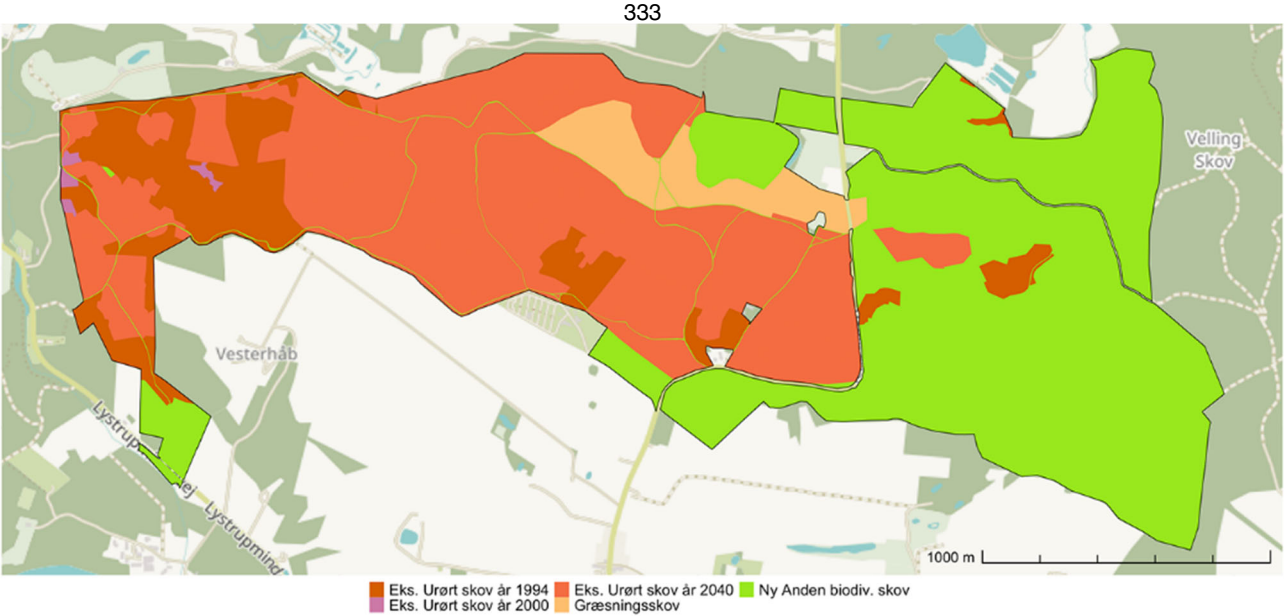 333
Velling
Skov
Vesterhåb
Lystrup
ej
Lystrupmind
1000 m
Eks. Urørt skov år 1994
Eks. Urørt skov år 2040
Ny Anden biodiv. skov
Eks. Urørt skov år 2000
Græsningsskov